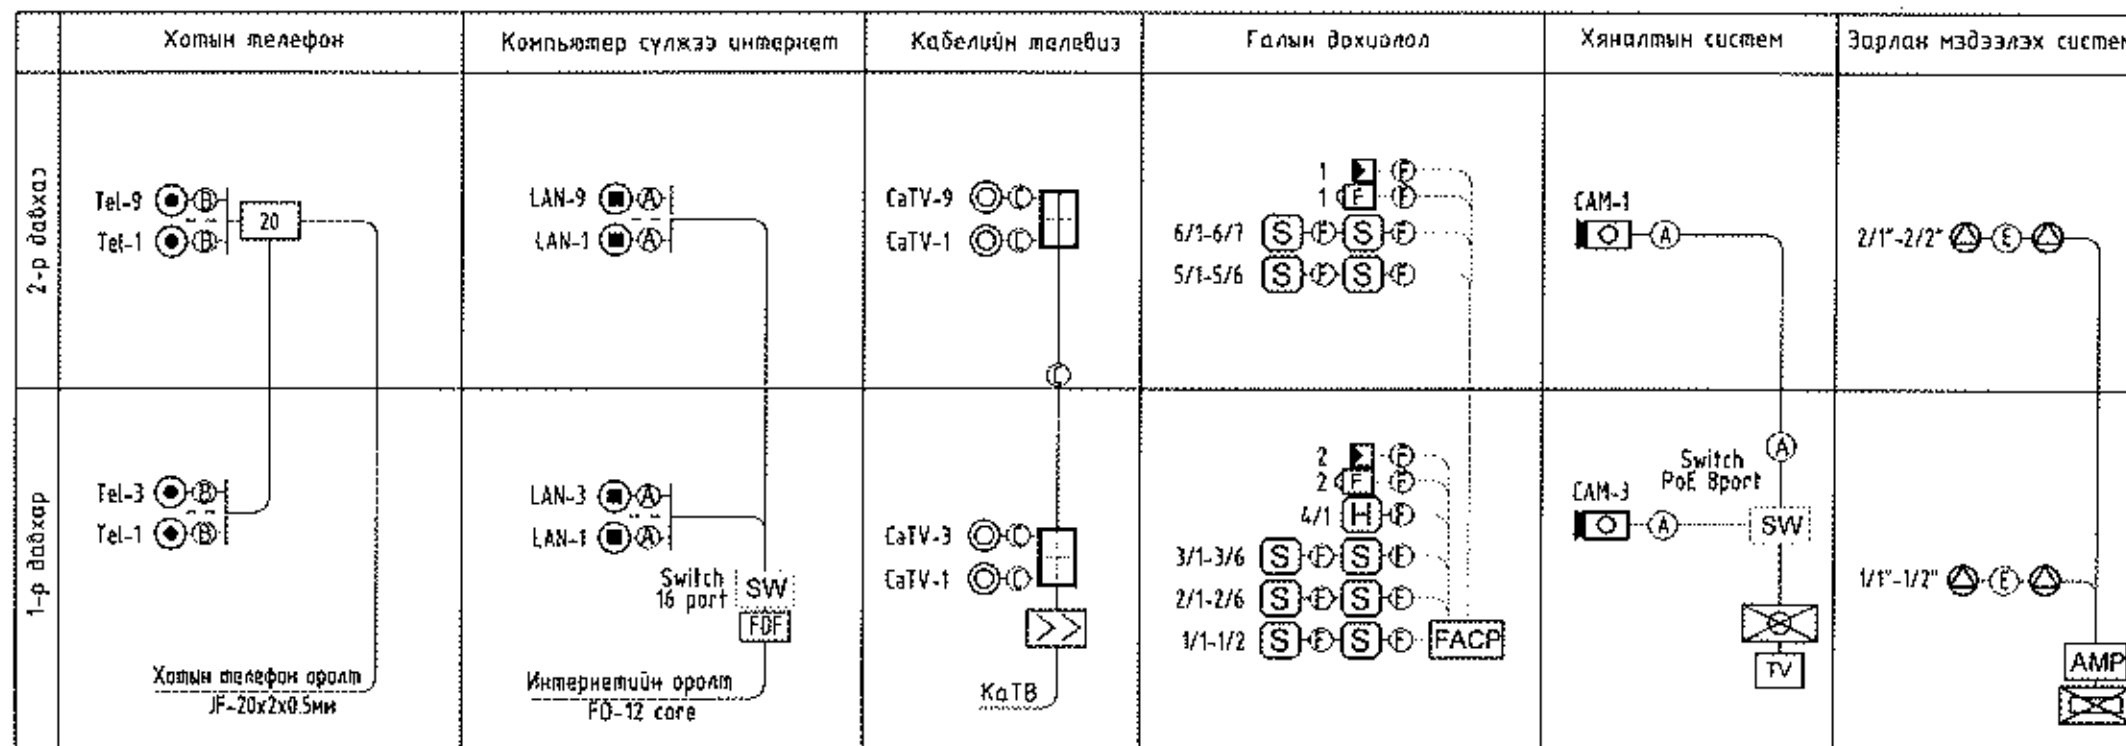 Хотын телефон
Компьютер сүлжээ интернет
Кабелийн телевиз
Галын дохиолол
Хяналтын систем
Зарлан мэдээлэх систем
2-р давхар
Tel-9 B
Tel-1 B
20
LAN-9 A
LAN-1 A
CaTV-9 C
CaTV-1 C
C
1 F
1 F F
6/1-6/7 S F S F
5/1-5/6 S F S F
CAM-1
A
2/1"-2/2" E
1-р давхар
Tel-3 B
Tel-1 B
Хотын телефон оролт
JF-20x2x0.5мм
LAN-3 A
LAN-1 A
Switch
16 port
SW
FDF
Интернетийн оролт
FO-12 core
CaTV-3 C
CaTV-1 C
КаТВ
2 F
2 F F
4/1 H F
3/1-3/6 S F S F
2/1-2/6 S F S F
1/1-1/2 S F S F
FACP
A
Switch
PoE 8port
CAM-3
A
SW
TV
1/1"-1/2" E
AMP